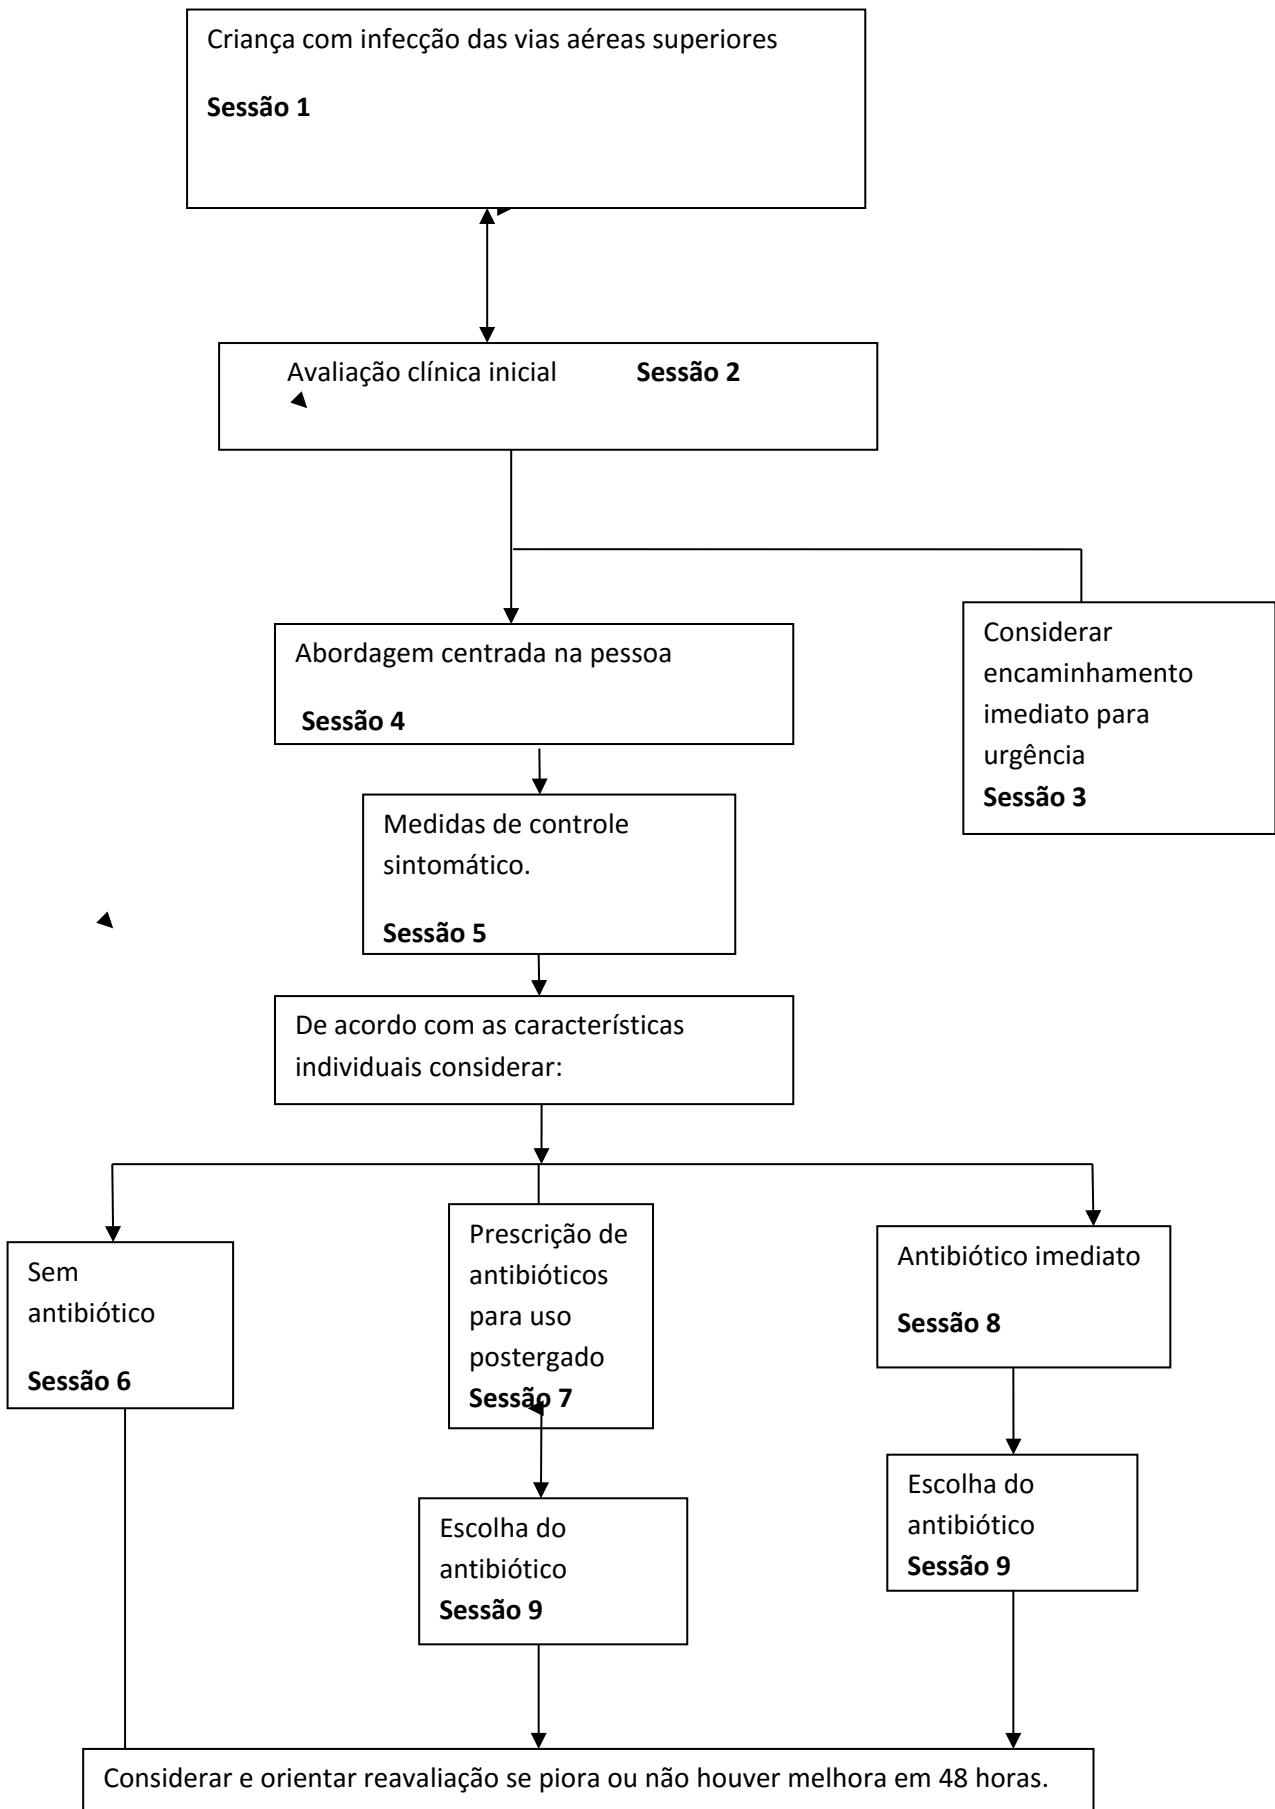 Criança com infecção das vias aéreas superiores
Sessão 1
Avaliação clínica inicial Sessão 2
Considerar
encaminhamento
imediato para
urgência
Sessão 3
Abordagem centrada na pessoa
Sessão 4
Medidas de controle
sintomático.
Sessão 5
De acordo com as características
individuais considerar:
Sem
antibiótico
Sessão 6
Prescrição de
antibióticos
para uso
postergado
Sessão 7
Antibiótico imediato
Sessão 8
Escolha do
antibiótico
Sessão 9
Escolha do
antibiótico
Sessão 9
Considerar e orientar reavaliação se piora ou não houver melhora em 48 horas.